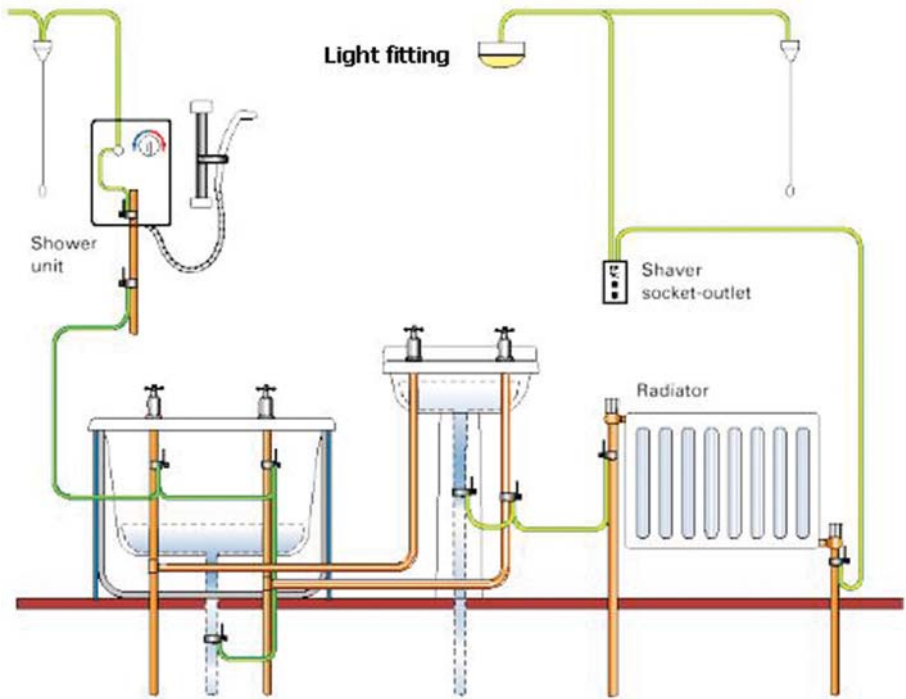 Light fitting
Shower
unit
Shaver
socket-outlet
Radiator